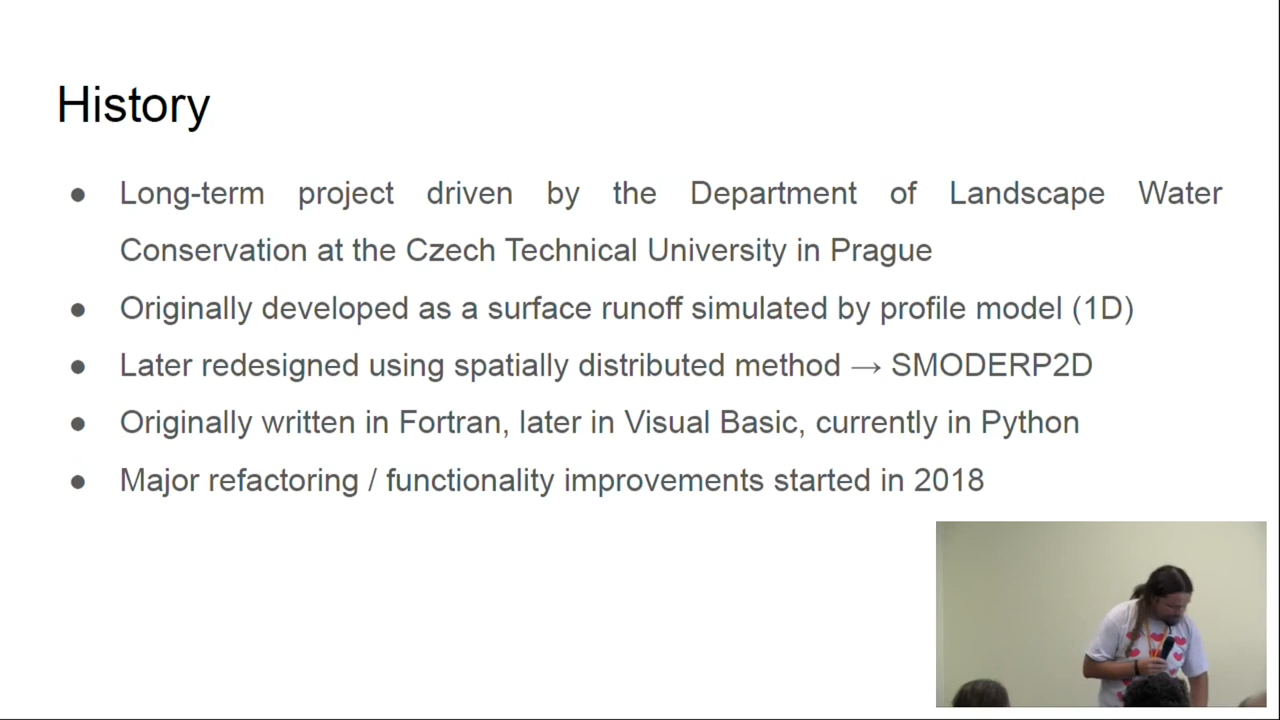 History
● Long-term project driven by the Department of Landscape Water
Conservation at the Czech Technical University in Prague
● Originally developed as a surface runoff simulated by profile model (1D)
● Later redesigned using spatially distributed method → SMODERP2D
● Originally written in Fortran, later in Visual Basic, currently in Python
● Major refactoring / functionality improvements started in 2018